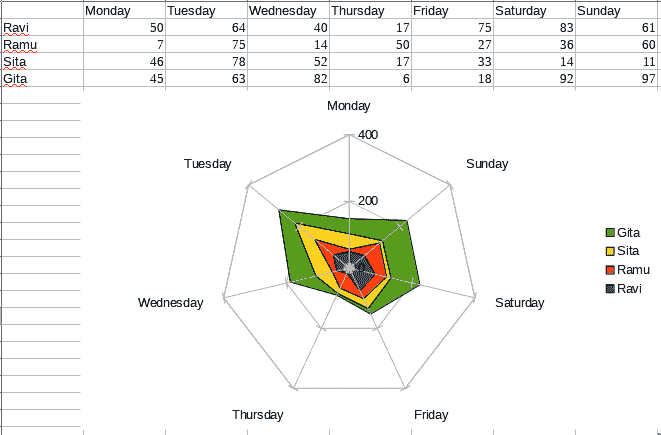 Monday Tuesday Wednesday Thursday Friday Saturday Sunday
Ravi 50 64 40 17 75 83 61
Ramu 7 75 14 50 27 36 60
Sita 46 78 52 17 33 14 11
Gita 45 63 82 6 18 92 97
Monday
400
Tuesday Sunday
200
Gita
Sita
Ramu
Ravi
Wednesday Saturday
Thursday Friday